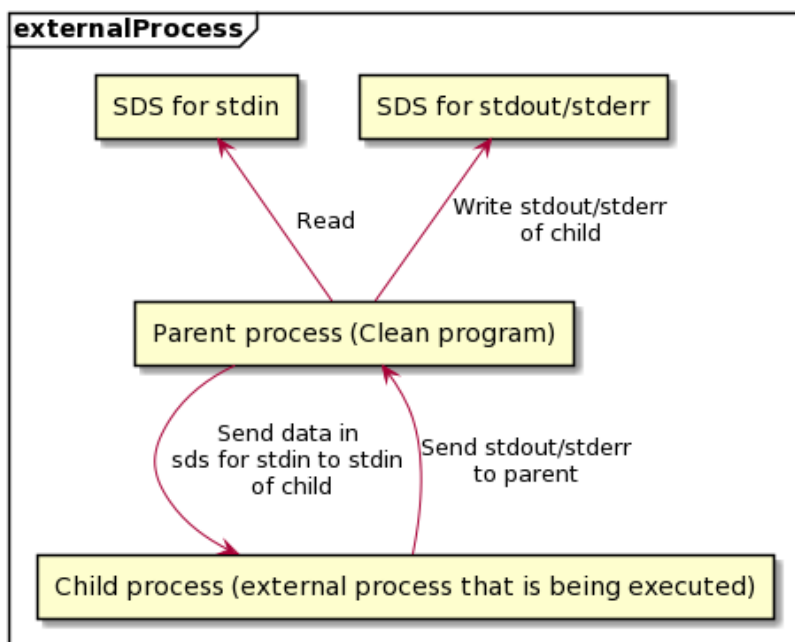 externalProcess
SDS for stdin
SDS for stdout/stderr
Read
Write stdout/stderr
of child
Parent process (Clean program)
Send data in
sds for stdin to stdin
of child
Send stdout/stderr
to parent
Child process (external process that is being executed)